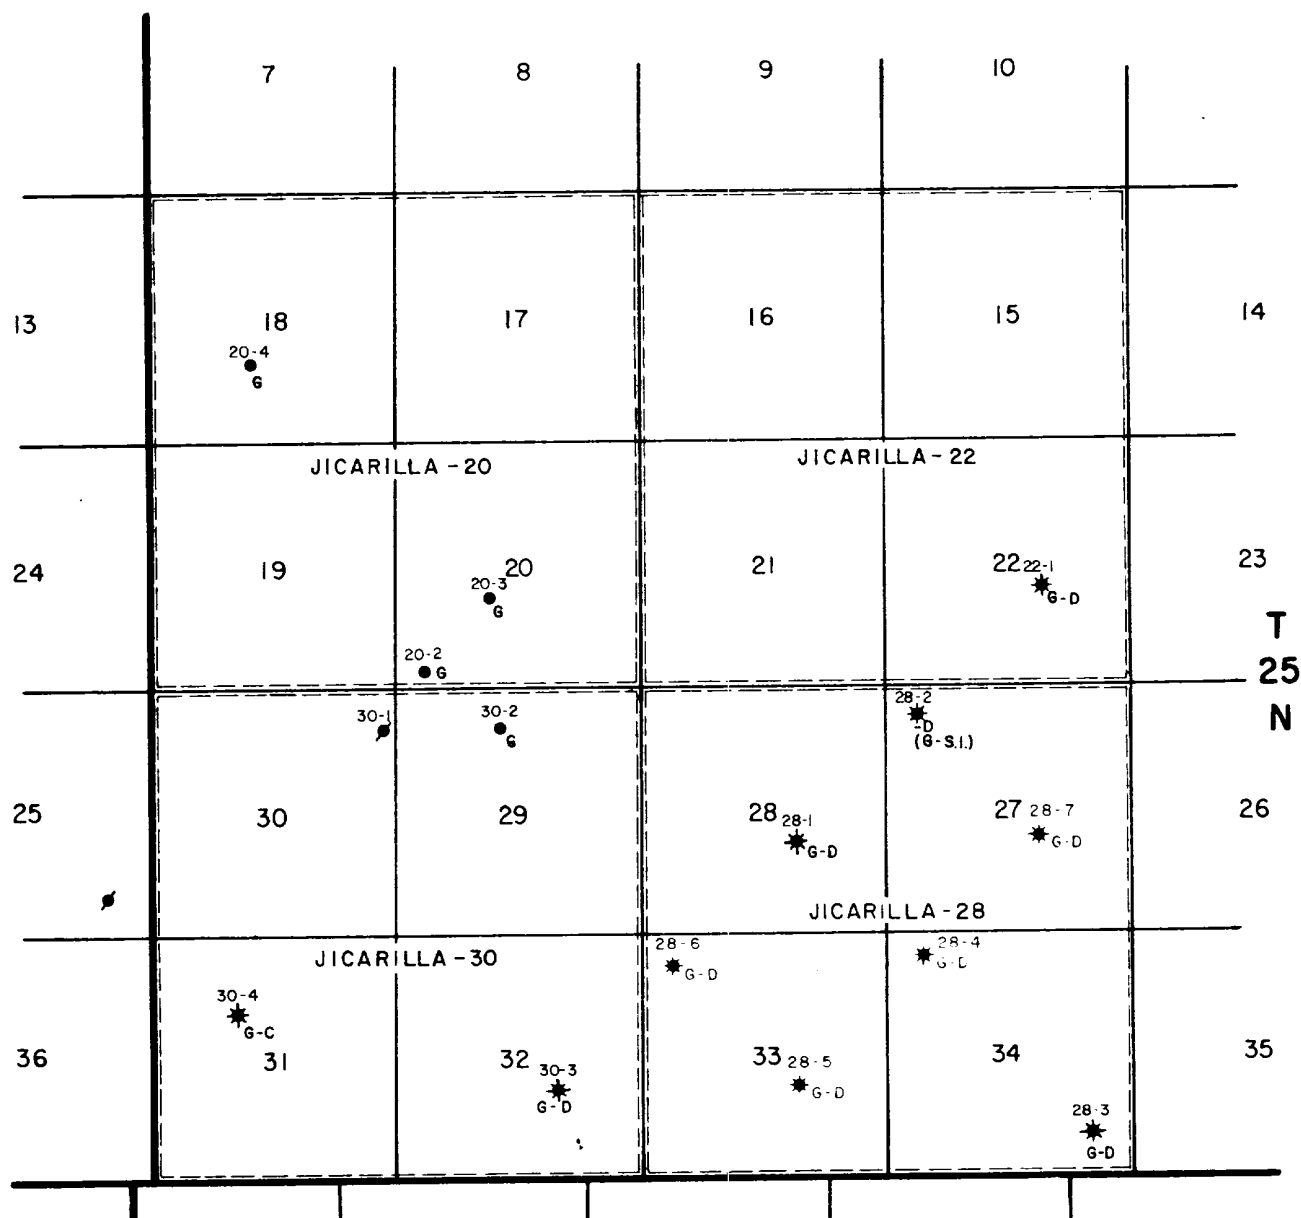 7 8 9 10
13 18 17 16 15 14
20-4
G
JICARILLA-20 JICARILLA-22
24 19 20 21 22 22-1 23
20-3
G
G-D
T
25
N
20-2
G
30-1 30-2
G
28-2
-D
(G-S.I.)
25 30 29 28 28-1 27 28-7 26
G-D G-D
JICARILLA-28
JICARILLA-30
28-6
G-D
28-4
G-D
30-4
G-C
36 31 32 30-3 33 28-5 34 35
G-D G-D
28-3
G-D